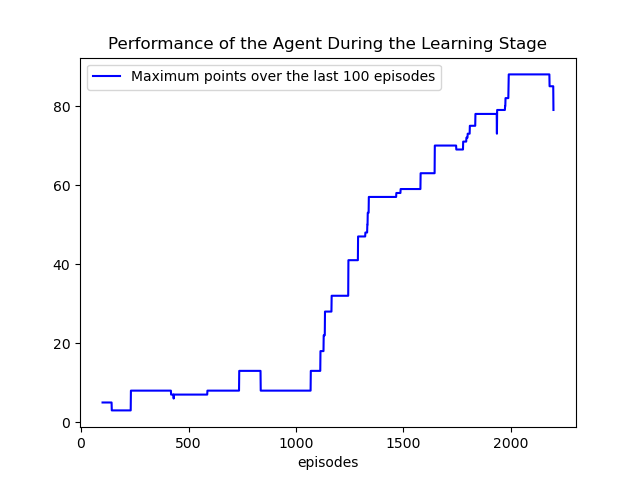 Performance of the Agent During the Learning Stage
Maximum points over the last 100 episodes
80
60
40
20
0
0 500 1000 1500 2000
episodes